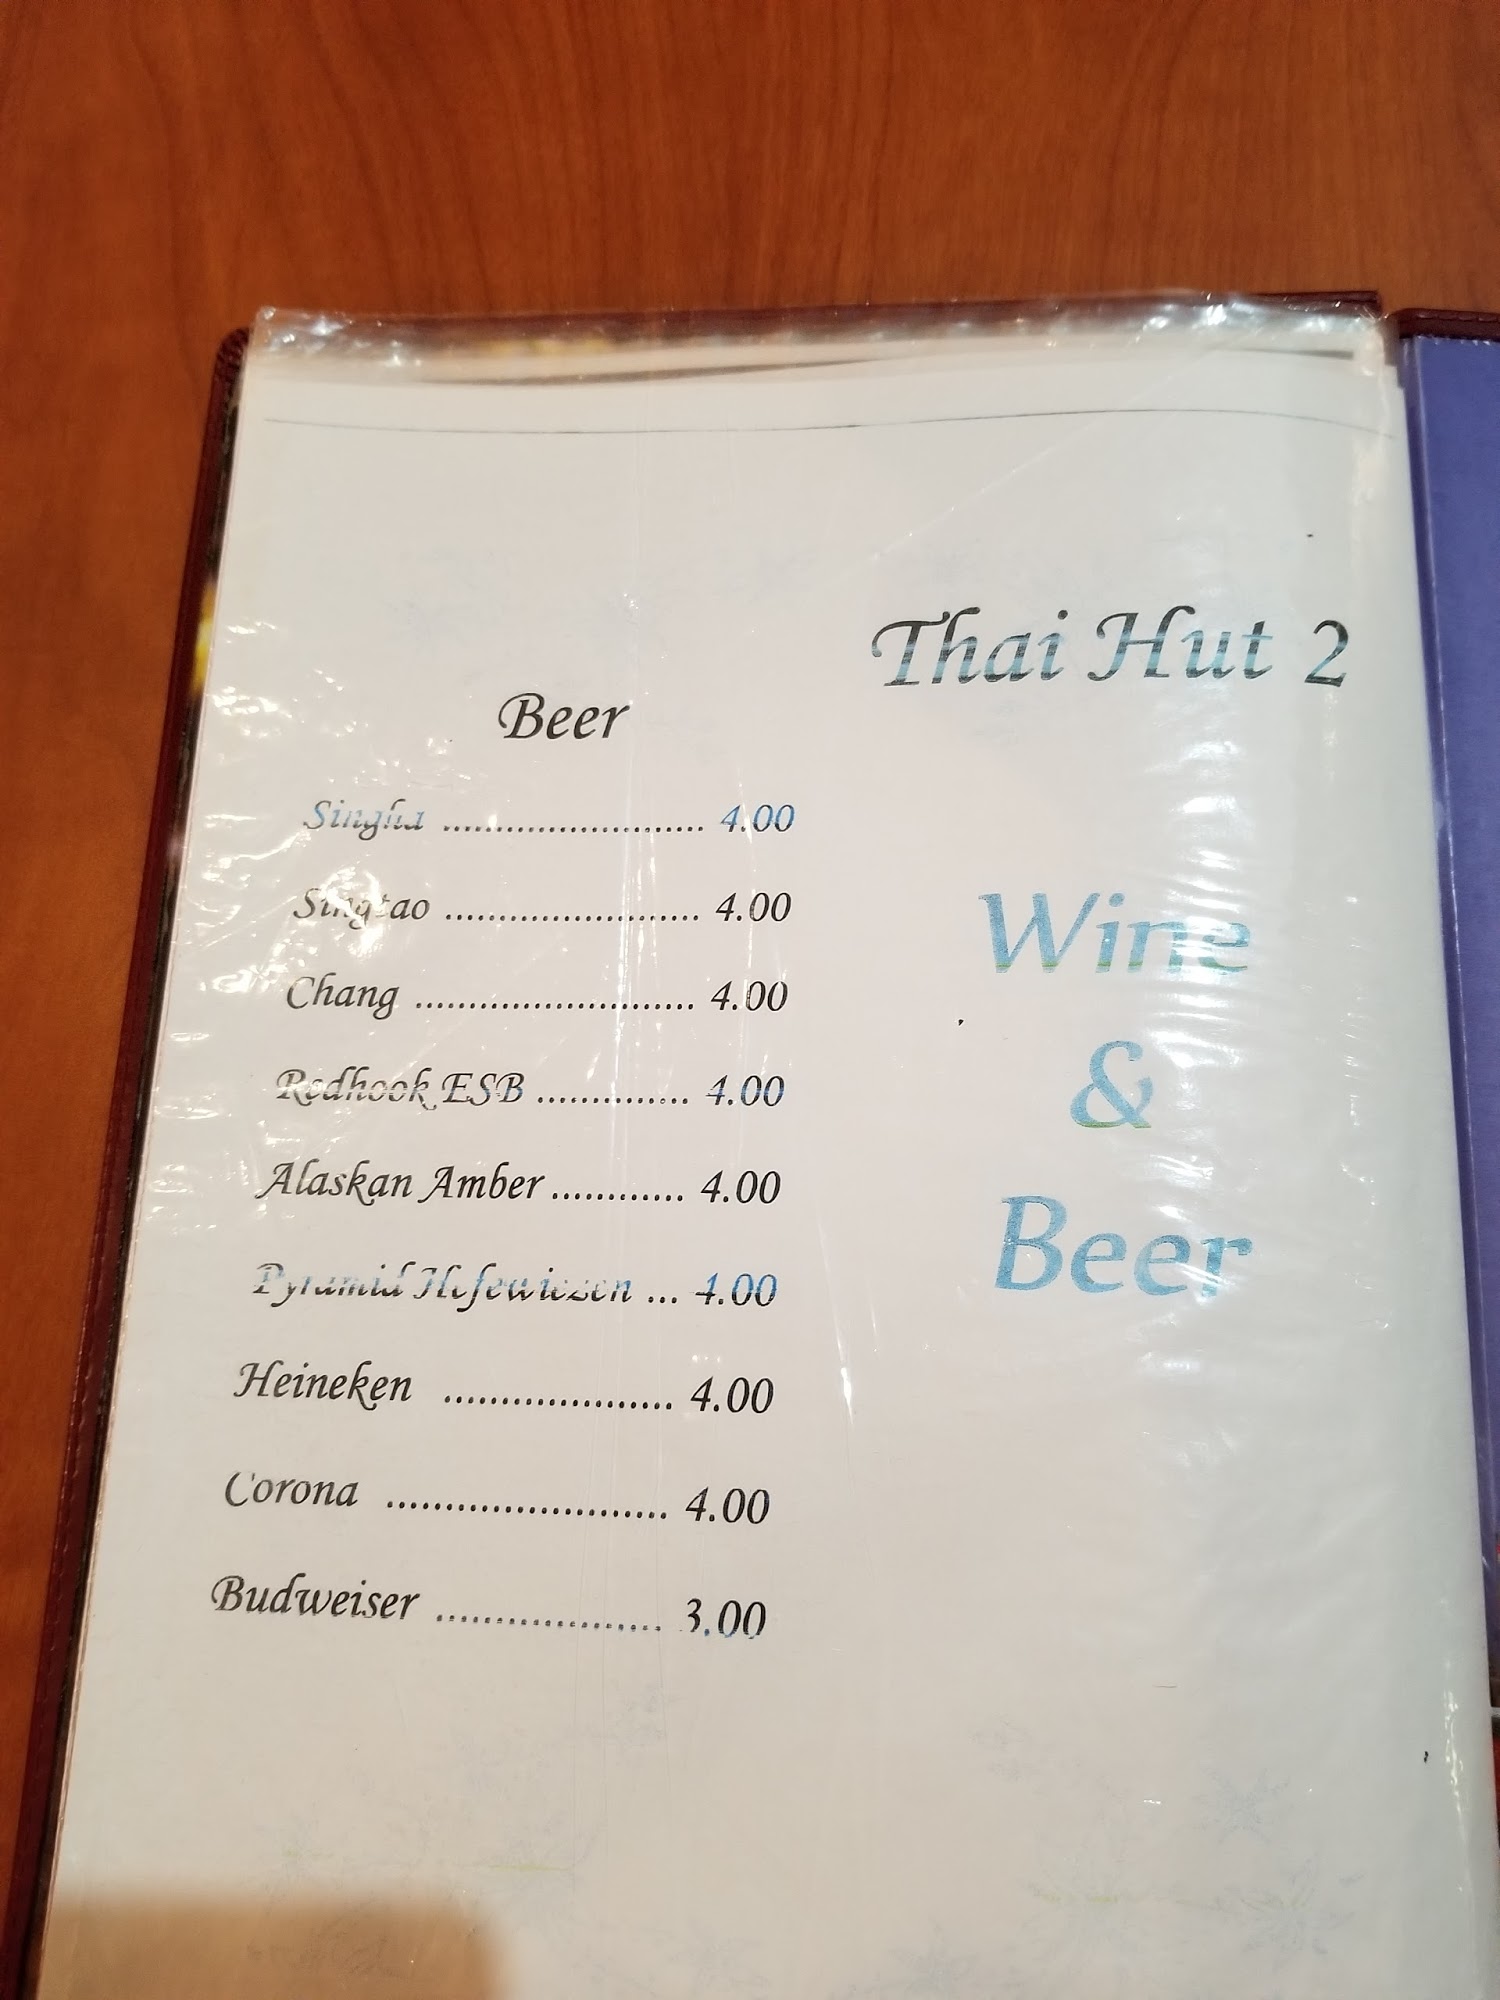 Thai Hut 2
Beer
Singha ........................ 4.00
Singtao ........................ 4.00
Chang .......................... 4.00
Redhook ESB .............. 4.00
Alaskan Amber ............ 4.00
Pyramid Hefewiezen ... 4.00
Heineken ..................... 4.00
Corona ........................ 4.00
Budweiser ..................... 3.00
Wine
&
Beer